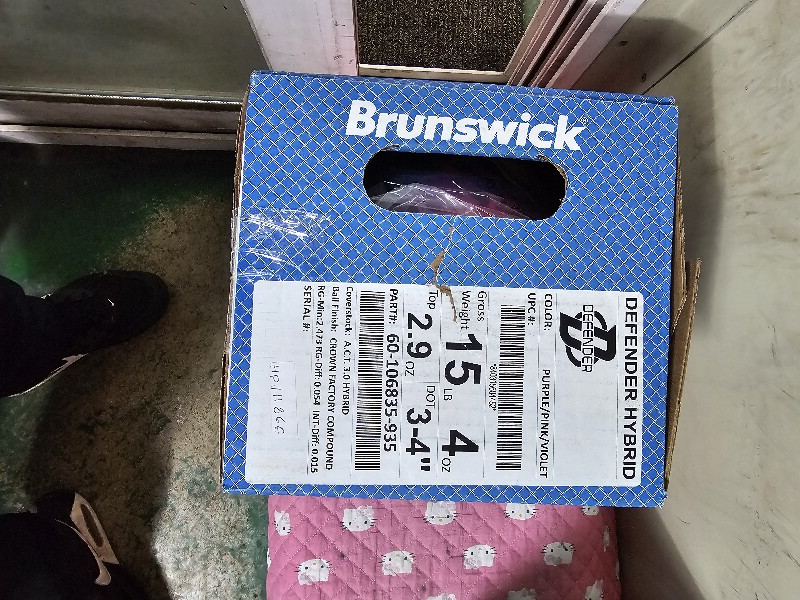 Brunswick
DEFENDER HYBRID
DEFENDER
COLOR: PURPLE/PINK/VIOLET
UPC #:
Gross Weight 15 LB 4 OZ
Top 2.9 OZ DOT 3-4"
PART#: 60-106835-935
Coverstock: A.C.T. 3.0 HYBRID
Ball Finish: CROWN FACTORY COMPOUND
RG-Min:2.473 RG-Diff: 0.054 INT-Diff: 0.015
SERIAL #: